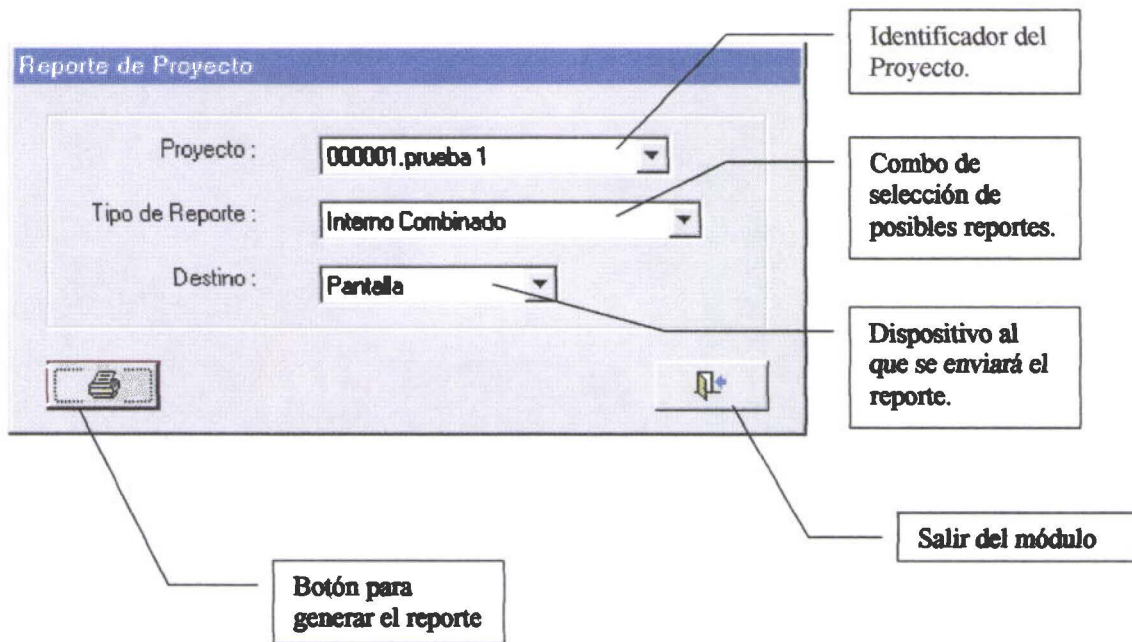 Identificador del
Proyecto.
Reporte de Proyecto
Proyecto :
000001.prueba 1
Combo de
selección de
posibles reportes.
Tipo de Reporte :
Interno Combinado
Destino :
Pantalla
Dispositivo al
que se enviará el
reporte.
Salir del módulo
Botón para
generar el reporte